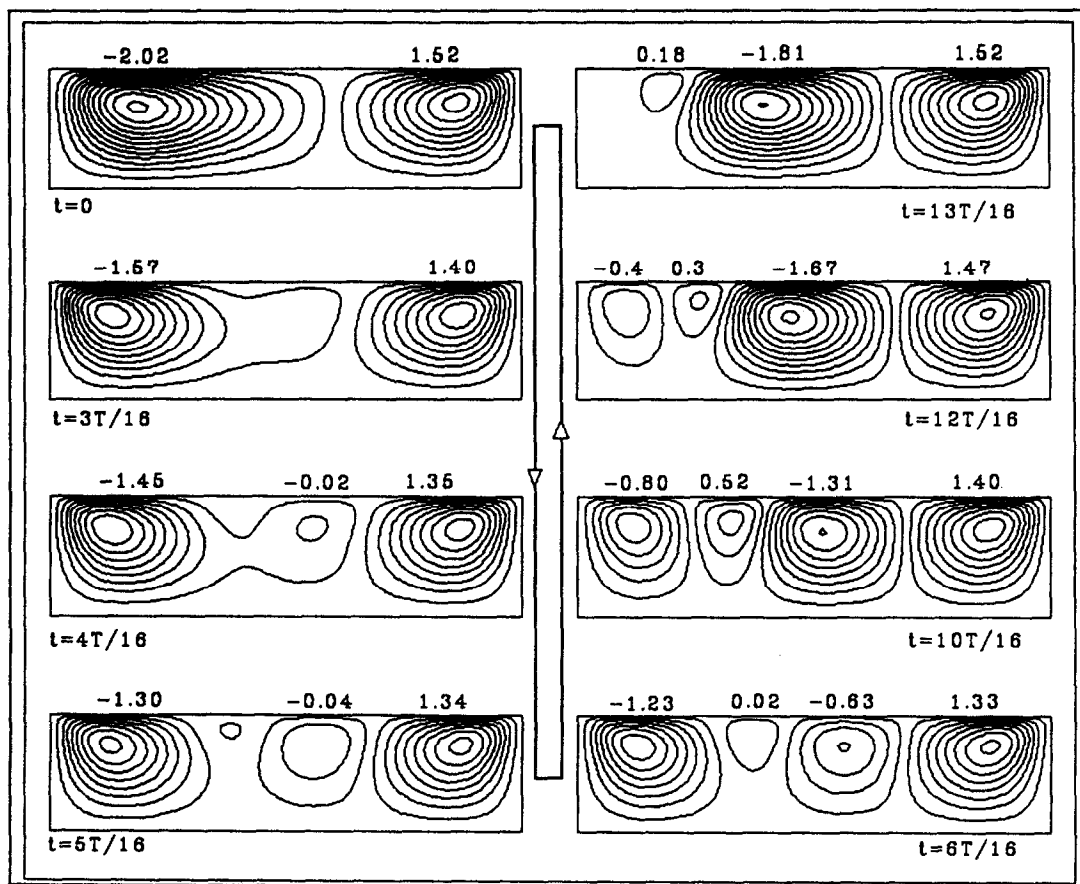 -2.02 1.52
t=0
-1.57 1.40
t=3T/16
-1.45 -0.02 1.35
t=4T/16
-1.30 -0.04 1.34
t=5T/16
0.18 -1.81 1.52
t=13T/16
-0.4 0.3 -1.67 1.47
t=12T/16
-0.80 0.52 -1.31 1.40
t=10T/16
-1.23 0.02 -0.63 1.33
t=6T/16